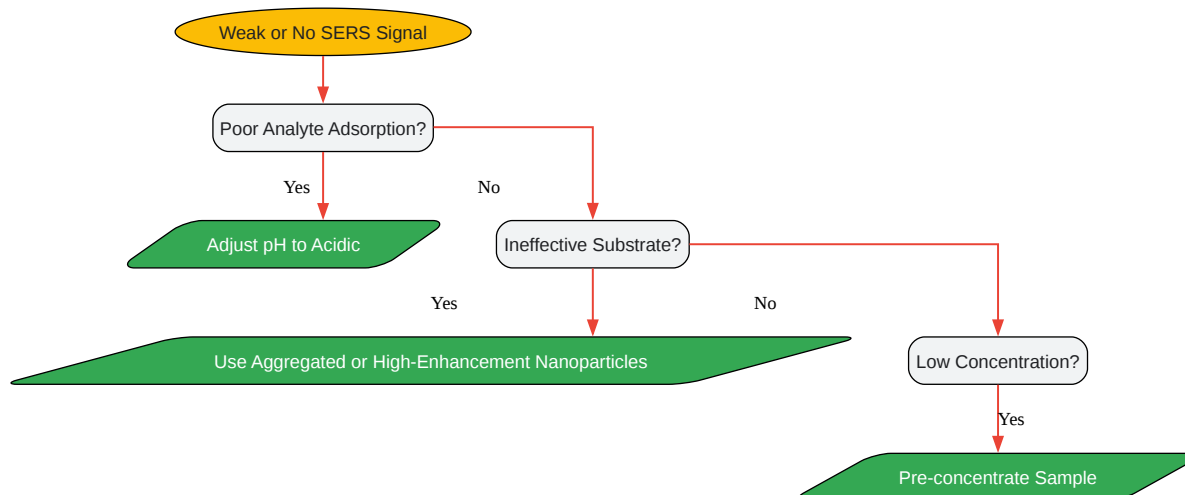 Weak or No SERS Signal
Poor Analyte Adsorption?
Yes
No
Adjust pH to Acidic
Ineffective Substrate?
Yes
No
Use Aggregated or High-Enhancement Nanoparticles
Low Concentration?
Yes
Pre-concentrate Sample